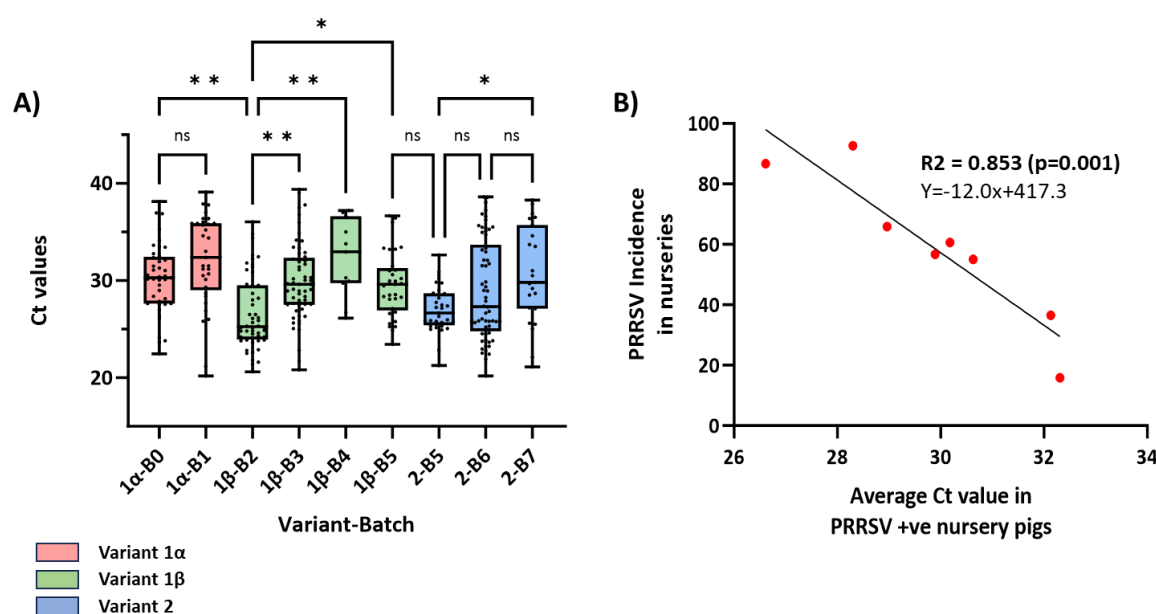 A)
*
* *
* *
*
ns
* *
ns
ns
ns
Ct values
40
30
20
1α-B0
1α-B1
1β-B2
1β-B3
1β-B4
1β-B5
2-B5
2-B6
2-B7
Variant-Batch
Variant 1α
Variant 1β
Variant 2
B)
PRRSV Incidence
in nurseries
100
80
60
40
20
0
R2 = 0.853 (p=0.001)
Y=-12.0x+417.3
26
28
30
32
34
Average Ct value in
PRRSV +ve nursery pigs